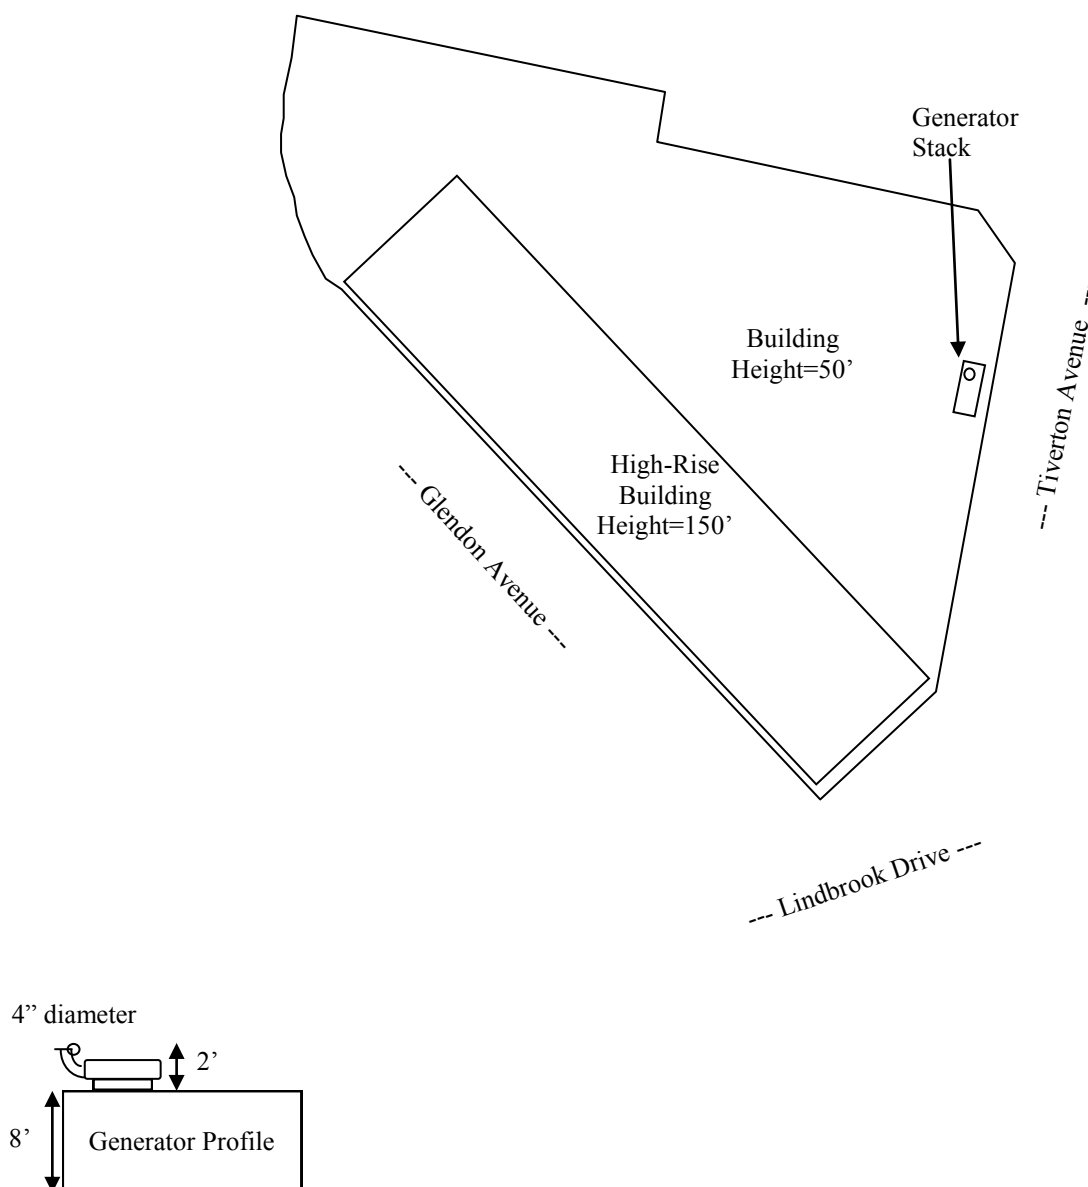 Generator
Stack
Building
Height=50’
--- Tiverton Avenue ---
High-Rise
Building
Height=150’
--- Glendon Avenue ---
--- Lindbrook Drive ---
4” diameter
2’
8’
Generator Profile